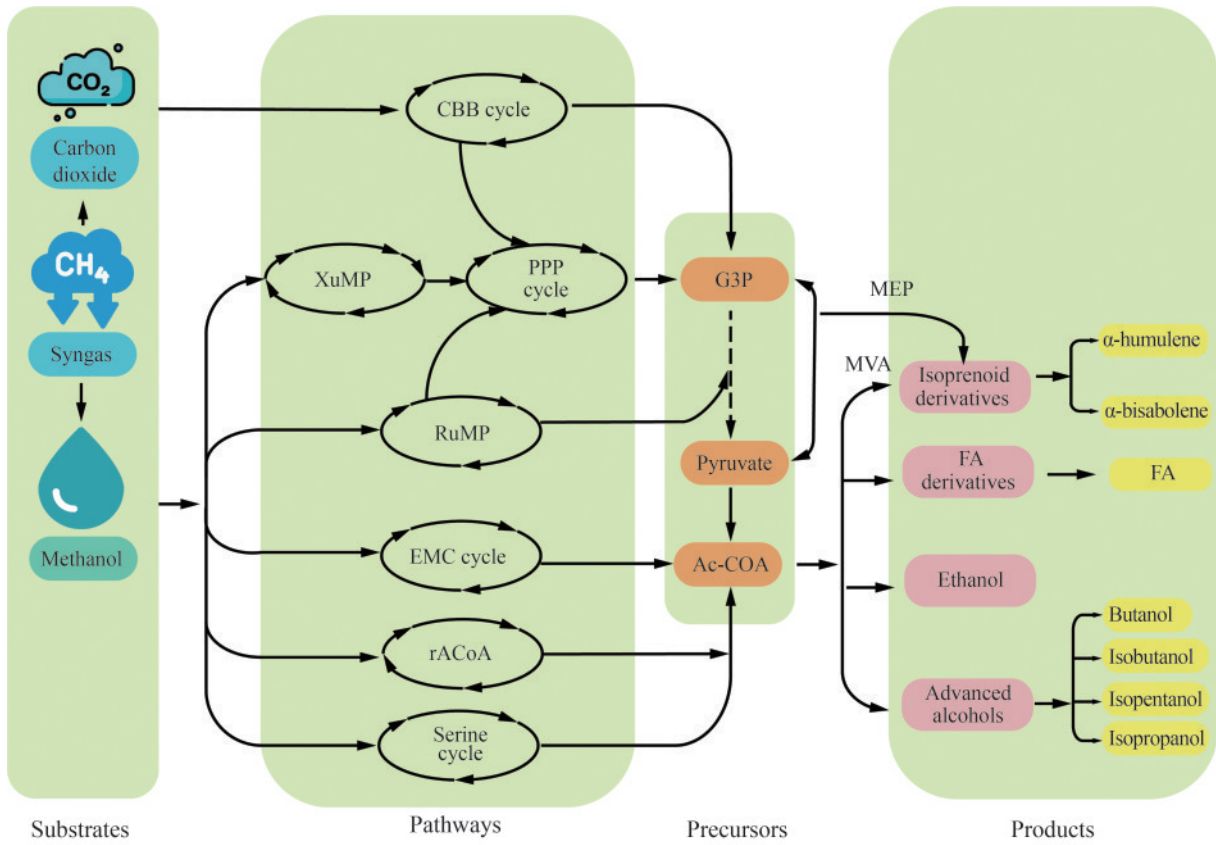 CO₂
Carbon
dioxide
CH₄
Syngas
Methanol
Substrates
CBB cycle
XuMP
PPP
cycle
RuMP
EMC cycle
rACoA
Serine
cycle
Pathways
G3P
Pyruvate
Ac-COA
Precursors
MEP
MVA
Isoprenoid
derivatives
α-humulene
α-bisabolene
FA
derivatives
FA
Ethanol
Advanced
alcohols
Butanol
Isobutanol
Isopentanol
Isopropanol
Products